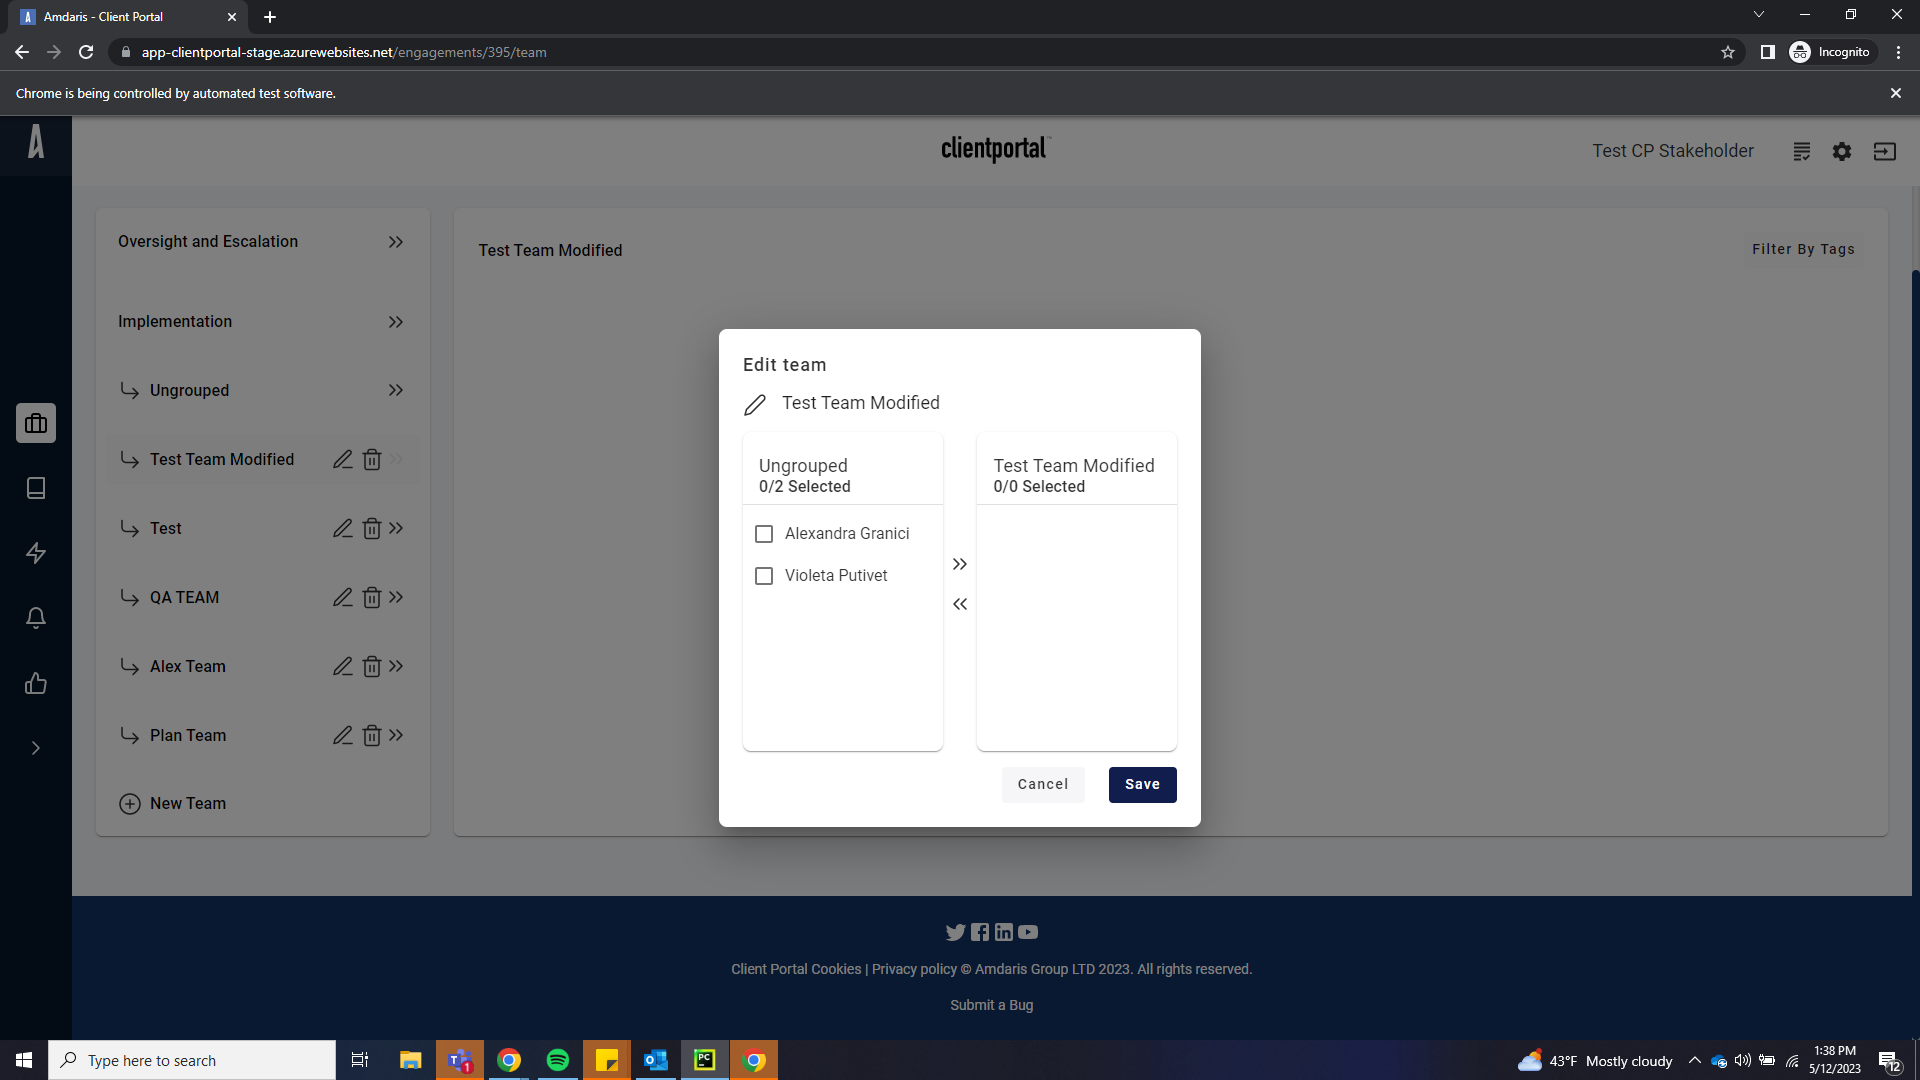 Amdaris - Client Portal
app-clientportal-stage.azurewebsites.net/engagements/395/team
Incognito
Chrome is being controlled by automated test software.
clientportal
Test CP Stakeholder
Oversight and Escalation
Implementation
Ungrouped
Test Team Modified
Test
QA TEAM
Alex Team
Plan Team
New Team
Test Team Modified
Filter By Tags
Edit team
Test Team Modified
Ungrouped
0/2 Selected
Alexandra Granici
Violeta Putivet
Test Team Modified
0/0 Selected
Cancel
Save
Client Portal Cookies | Privacy policy © Amdaris Group LTD 2023. All rights reserved.
Submit a Bug
Type here to search
T
1
PC
43°F Mostly cloudy
1:38 PM
5/12/2023
12